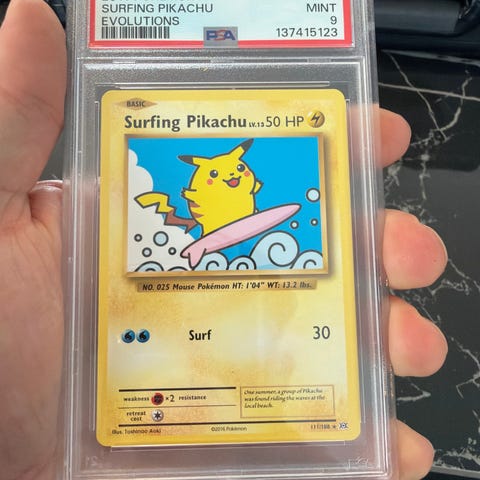 SURFING PIKACHU MINT
EVOLUTIONS PSA 9
137415123
BASIC
Surfing Pikachu LV.13 50 HP
NO. 025 Mouse Pokémon HT: 1'04" WT: 13.2 lbs.
Surf 30
weakness ×2 resistance
retreat
cost
One summer, a group of Pikachu
was found riding the waves at the
local beach.
Illus. Toshinao Aoki
©2016 Pokémon
111/108 ★